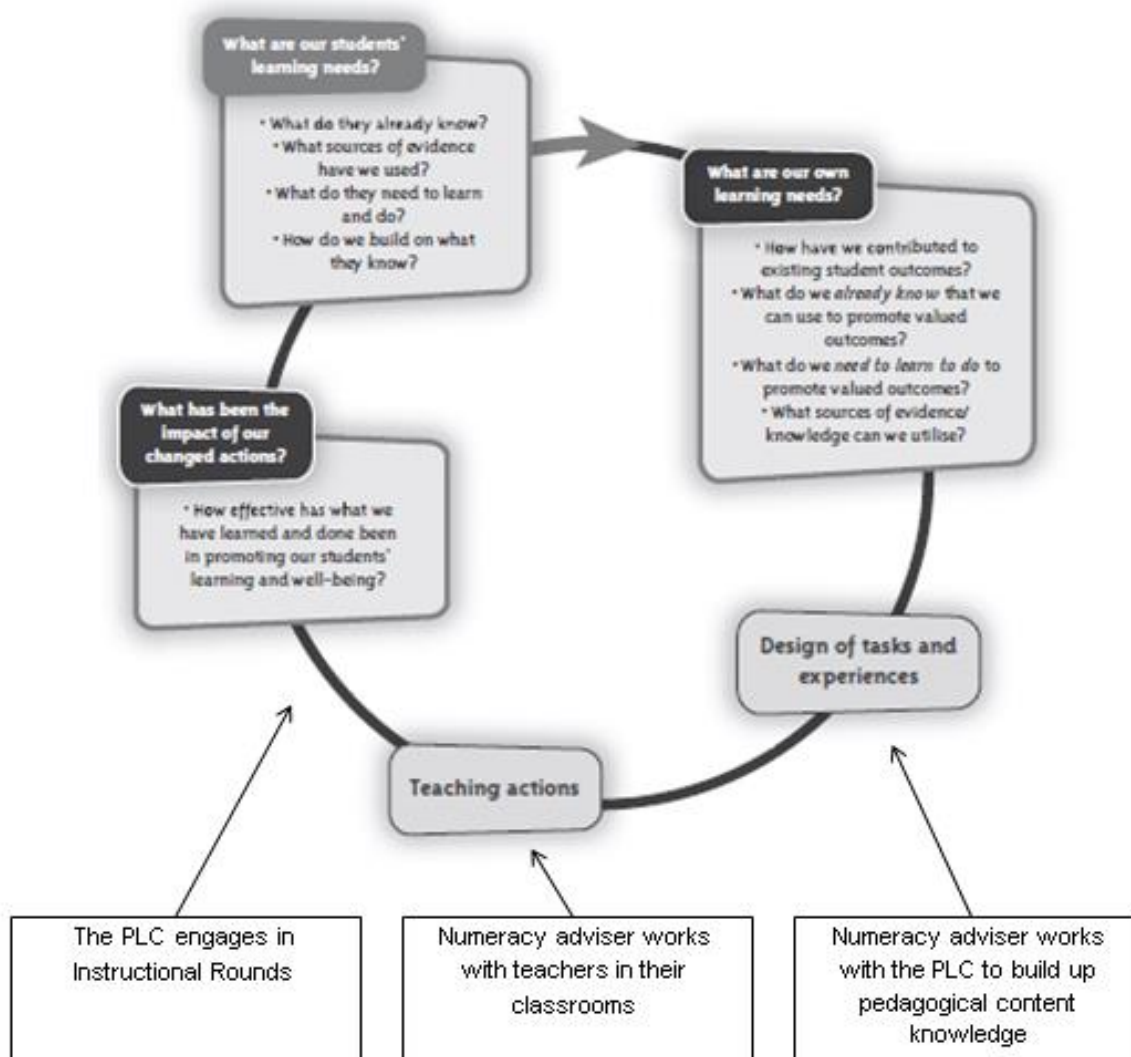 What are our students'
learning needs?
• What do they already know?
• What sources of evidence
have we used?
• What do they need to learn
and do?
• How do we build on what
they know?
What are our own
learning needs?
• How have we contributed to
existing student outcomes?
• What do we already know that we
can use to promote valued
outcomes?
• What do we need to learn to do to
promote valued outcomes?
• What sources of evidence/
knowledge can we utilise?
Design of tasks and
experiences
Teaching actions
What has been the
impact of our
changed actions?
• How effective has what we
have learned and done been
in promoting our students'
learning and well-being?
The PLC engages in
Instructional Rounds
Numeracy adviser works
with teachers in their
classrooms
Numeracy adviser works
with the PLC to build up
pedagogical content
knowledge